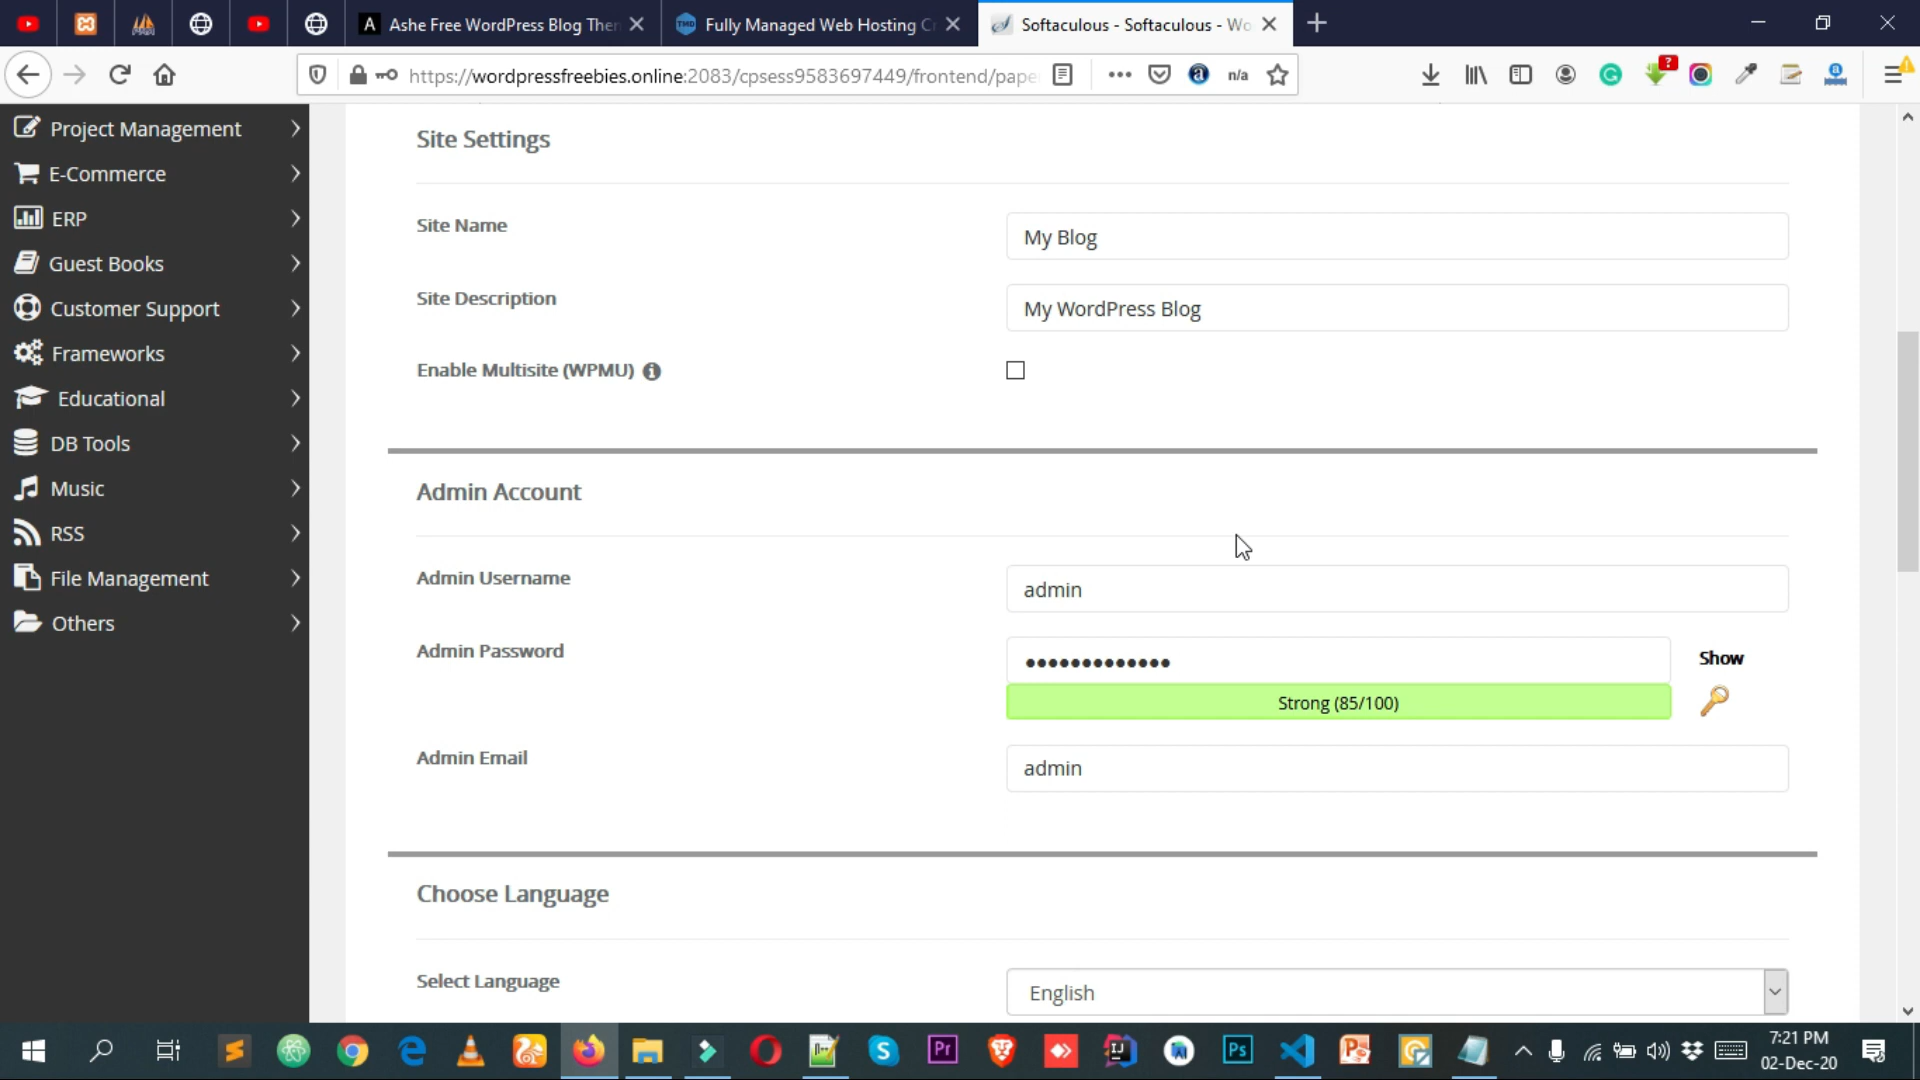 Ashe Free WordPress Blog Then
Fully Managed Web Hosting C
Softaculous - Softaculous - Wo
https://wordpressfreebies.online:2083/cpsess9583697449/frontend/pape
n/a
?
Project Management
E-Commerce
ERP
Guest Books
Customer Support
Frameworks
Educational
DB Tools
Music
RSS
File Management
Others
Site Settings
Site Name
My Blog
Site Description
My WordPress Blog
Enable Multisite (WPMU)
Admin Account
Admin Username
admin
Admin Password
•••••••••••••
Show
Strong (85/100)
Admin Email
admin
Choose Language
Select Language
English
7:21 PM
02-Dec-20